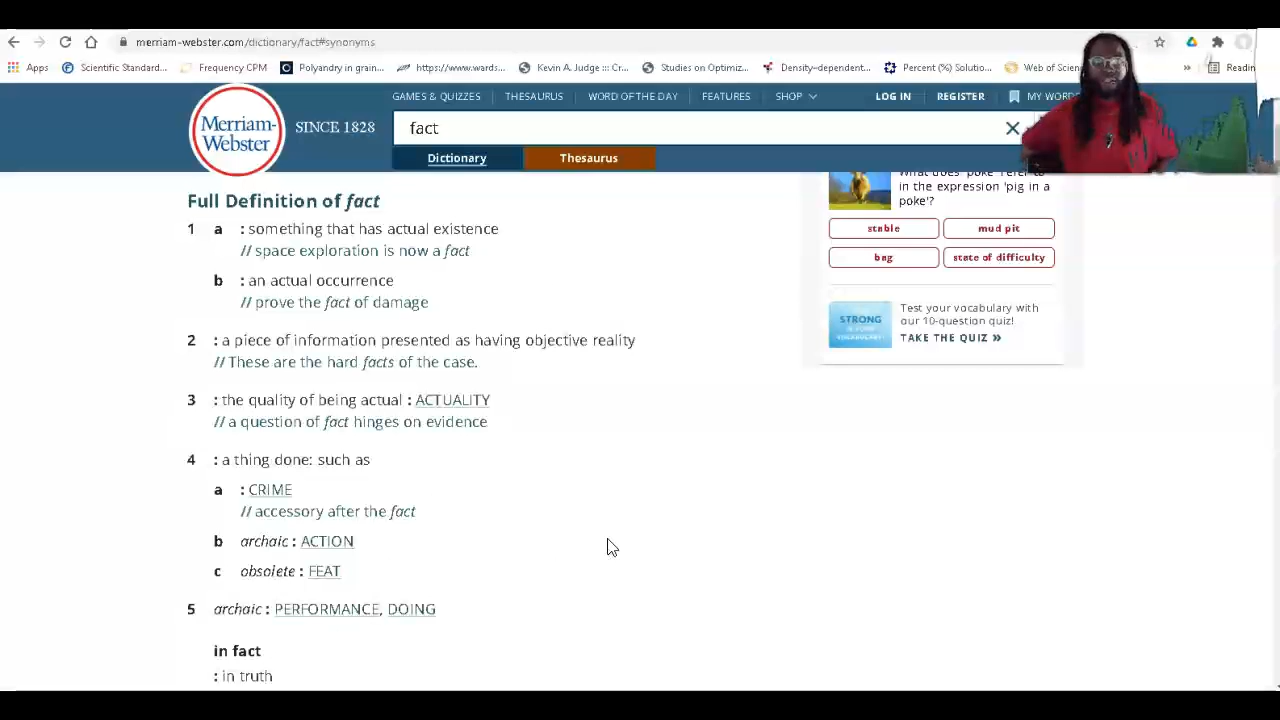 merriam-webster.com/dictionary/fact#synonyms
Apps Scientific Standard... Frequency CPM Polyandry in grain... https://www.wards... Kevin A. Judge ::: Cr... Studies on Optimiz... Density–dependent... Percent (%) Solutio... Web of Scien » Readin
GAMES & QUIZZES THESAURUS WORD OF THE DAY FEATURES SHOP LOG IN REGISTER MY WORDS
Merriam-
Webster
SINCE 1828
fact
Dictionary Thesaurus
Full Definition of fact
1 a : something that has actual existence
// space exploration is now a fact
b : an actual occurrence
// prove the fact of damage
2 : a piece of information presented as having objective reality
// These are the hard facts of the case.
3 : the quality of being actual : ACTUALITY
// a question of fact hinges on evidence
4 : a thing done: such as
a : CRIME
// accessory after the fact
b archaic : ACTION
c obsolete : FEAT
5 archaic : PERFORMANCE, DOING
in fact
: in truth
What does 'poke' refer to
in the expression 'pig in a
poke'?
stable mud pit
bag state of difficulty
STRONG
VOCABULARY
Test your vocabulary with
our 10-question quiz!
TAKE THE QUIZ »